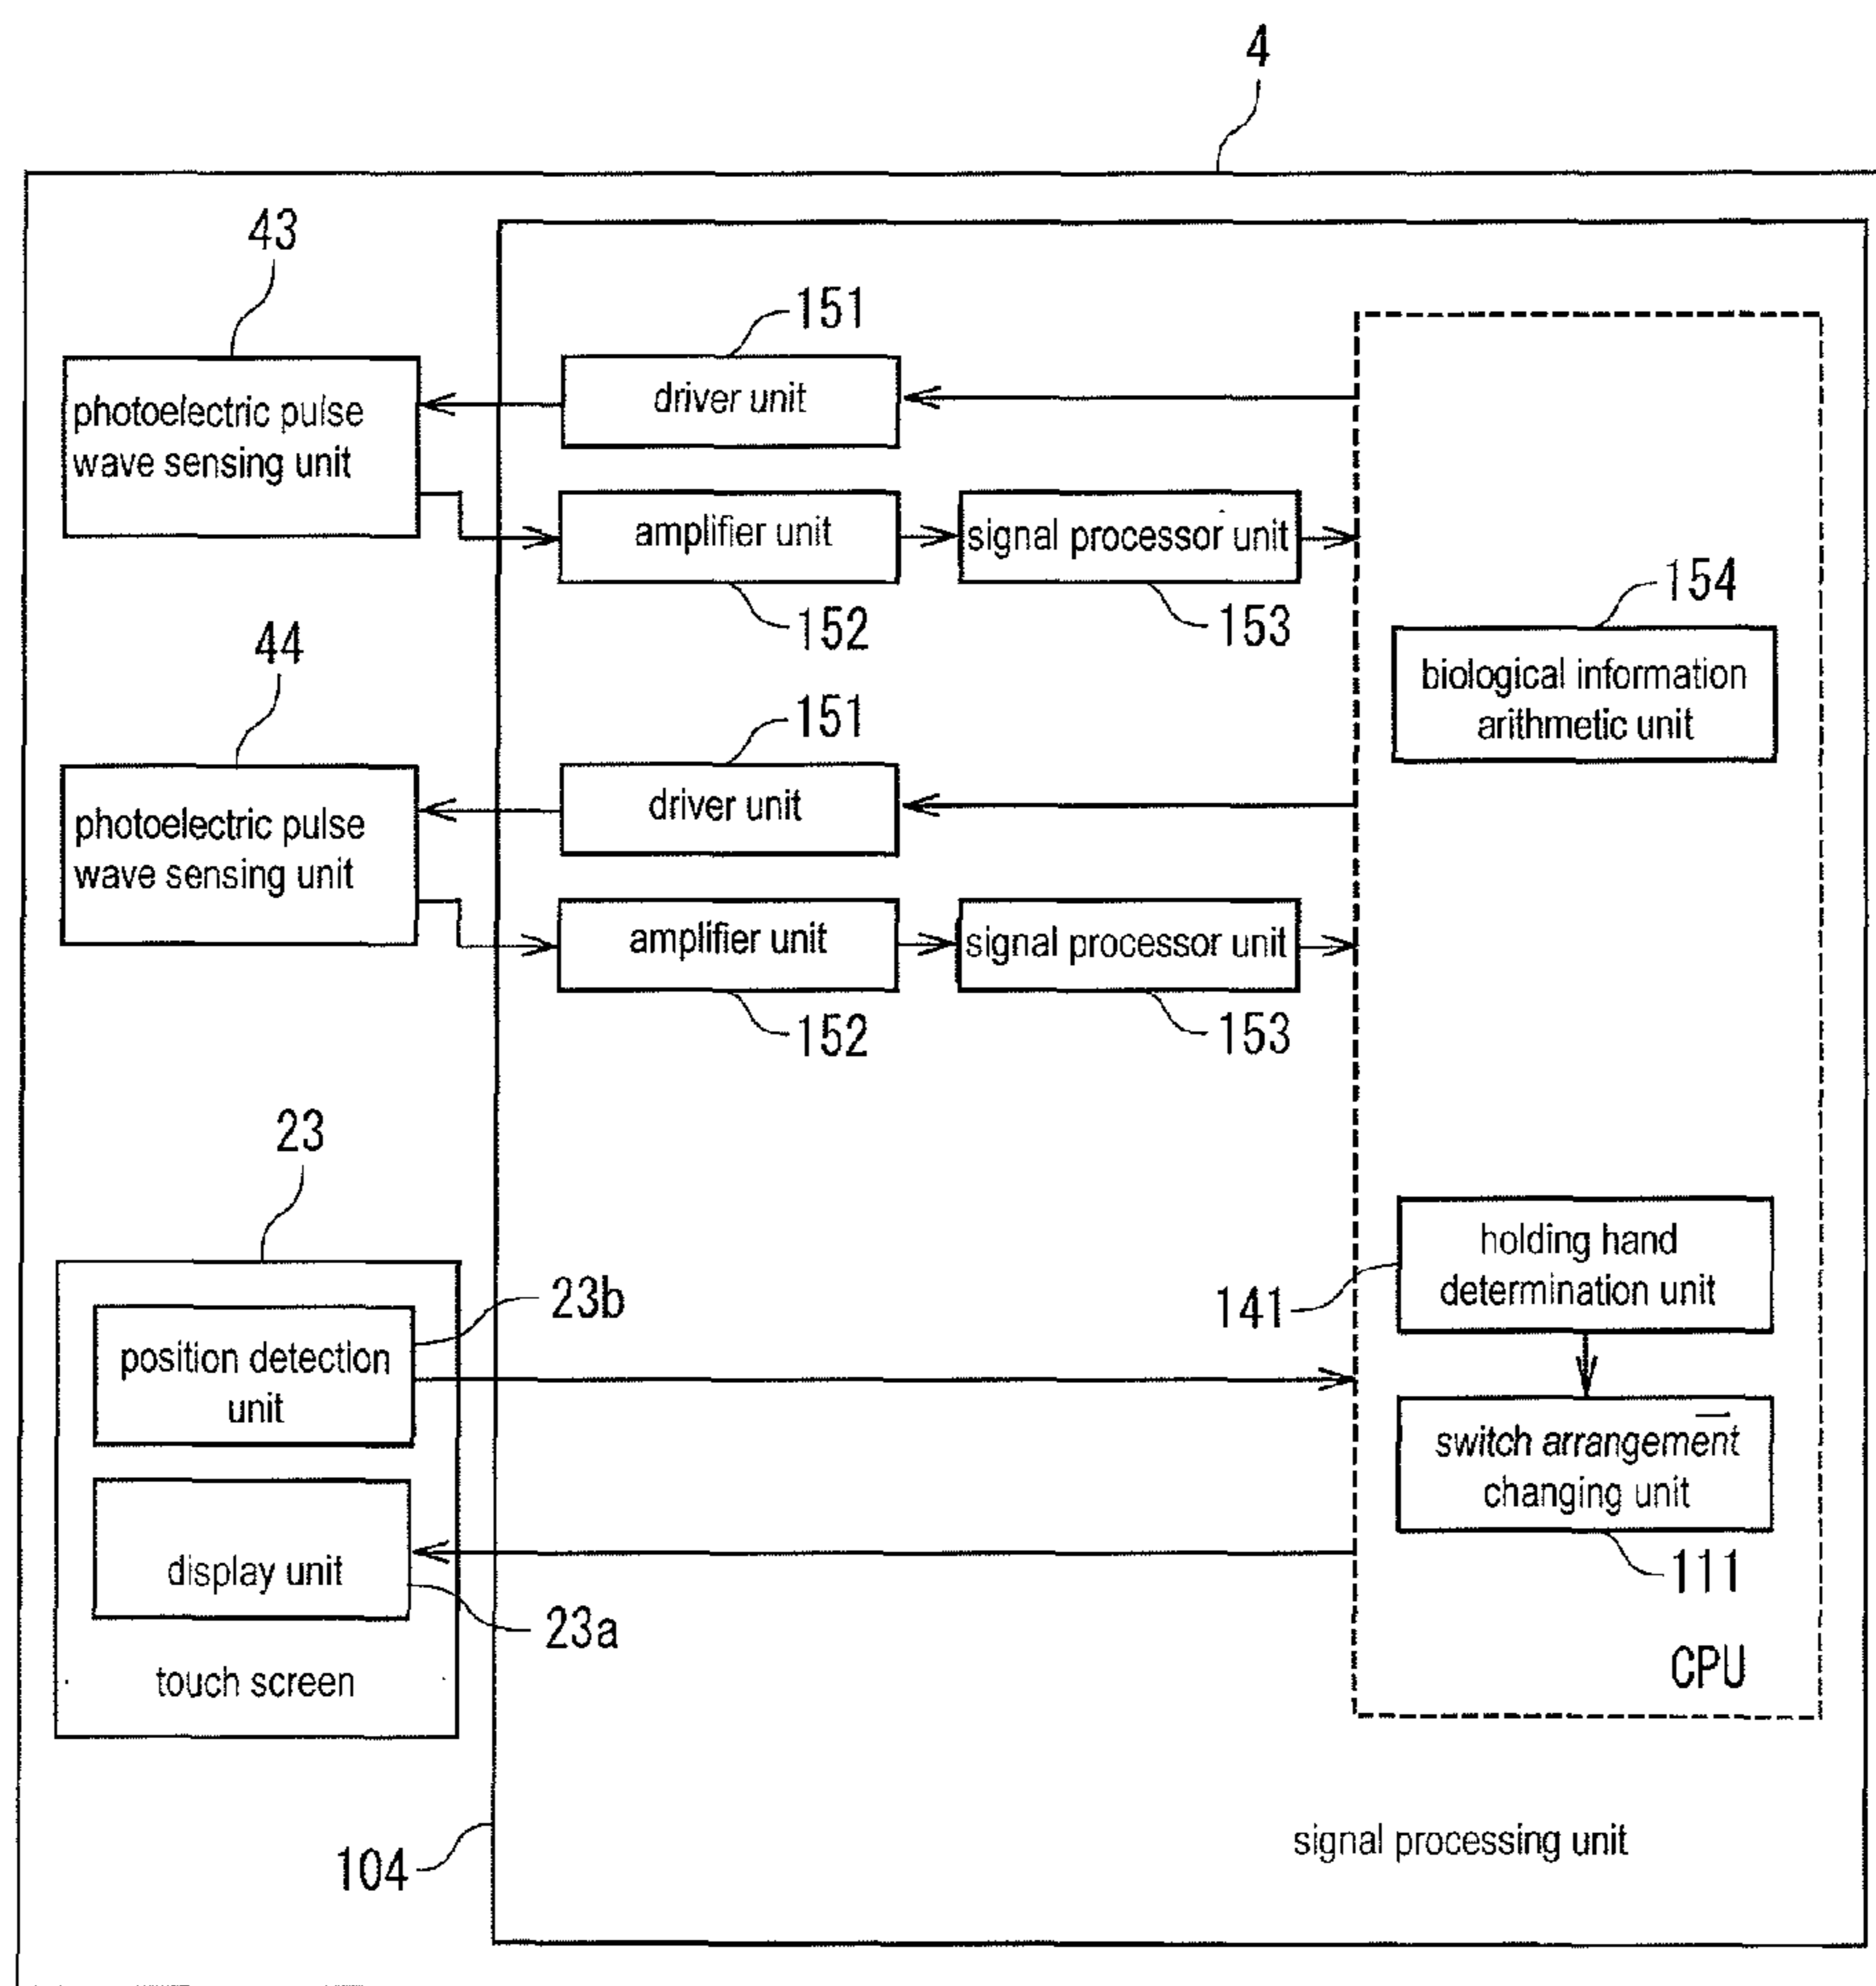 4
43
151
photoelectric pulse
wave sensing unit
driver unit
amplifier unit
signal processor unit
152
153
154
biological information
arithmetic unit
44
151
photoelectric pulse
wave sensing unit
driver unit
amplifier unit
signal processor unit
152
153
23
23b
position detection
unit
display unit
23a
touch screen
holding hand
determination unit
141
switch arrangement
changing unit
111
CPU
104
signal processing unit